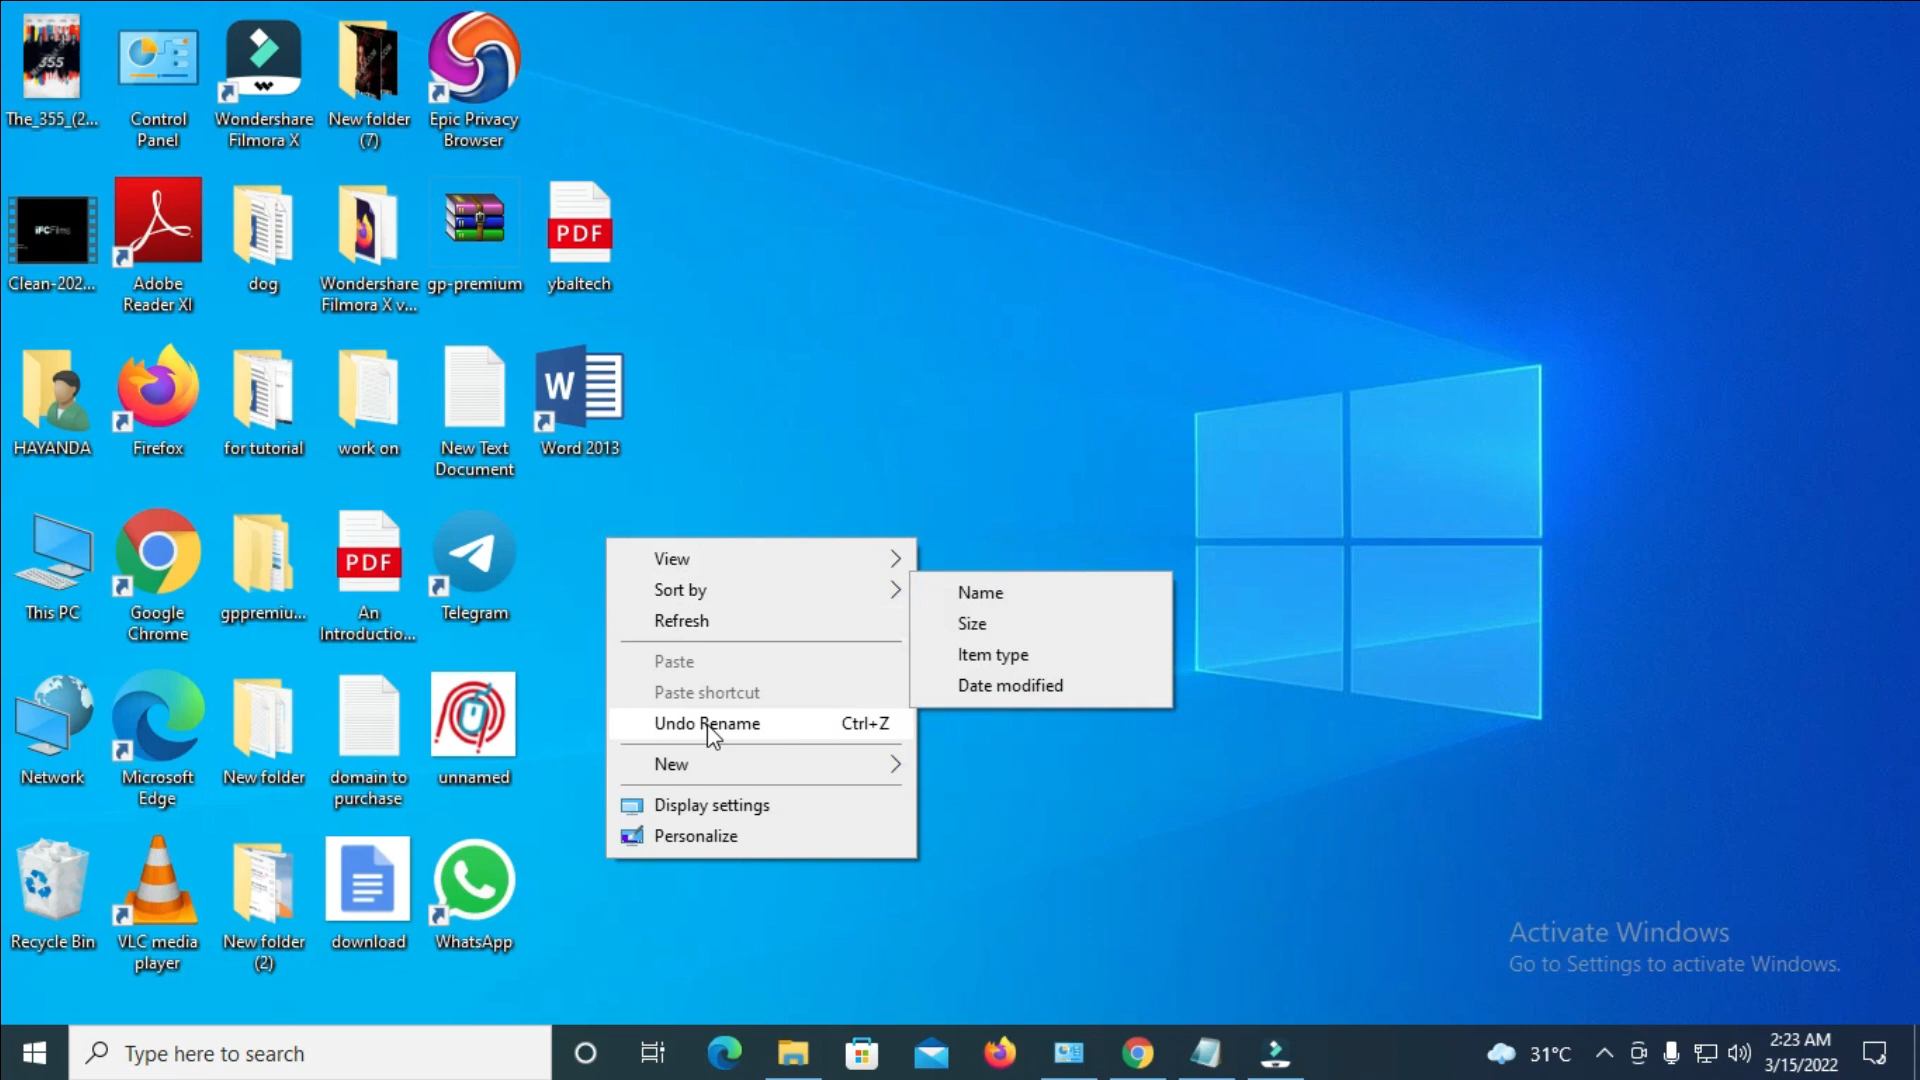 355
The_355_(2...
Control
Panel
Wondershare
Filmora X
New folder
(7)
Epic Privacy
Browser
iFCFilms
Clean-202...
Adobe
Reader XI
dog
Wondershare
Filmora X v...
gp-premium
PDF
ybaltech
HAYANDA
Firefox
for tutorial
work on
New Text
Document
W
Word 2013
This PC
Google
Chrome
gppremiu...
PDF
An
Introductio...
Telegram
View
Sort by
Refresh
Paste
Paste shortcut
Undo Rename Ctrl+Z
New
Display settings
Personalize
Name
Size
Item type
Date modified
Network
Microsoft
Edge
New folder
domain to
purchase
unnamed
Recycle Bin
VLC media
player
New folder
(2)
download
WhatsApp
Activate Windows
Go to Settings to activate Windows.
Type here to search
31°C
2:23 AM
3/15/2022